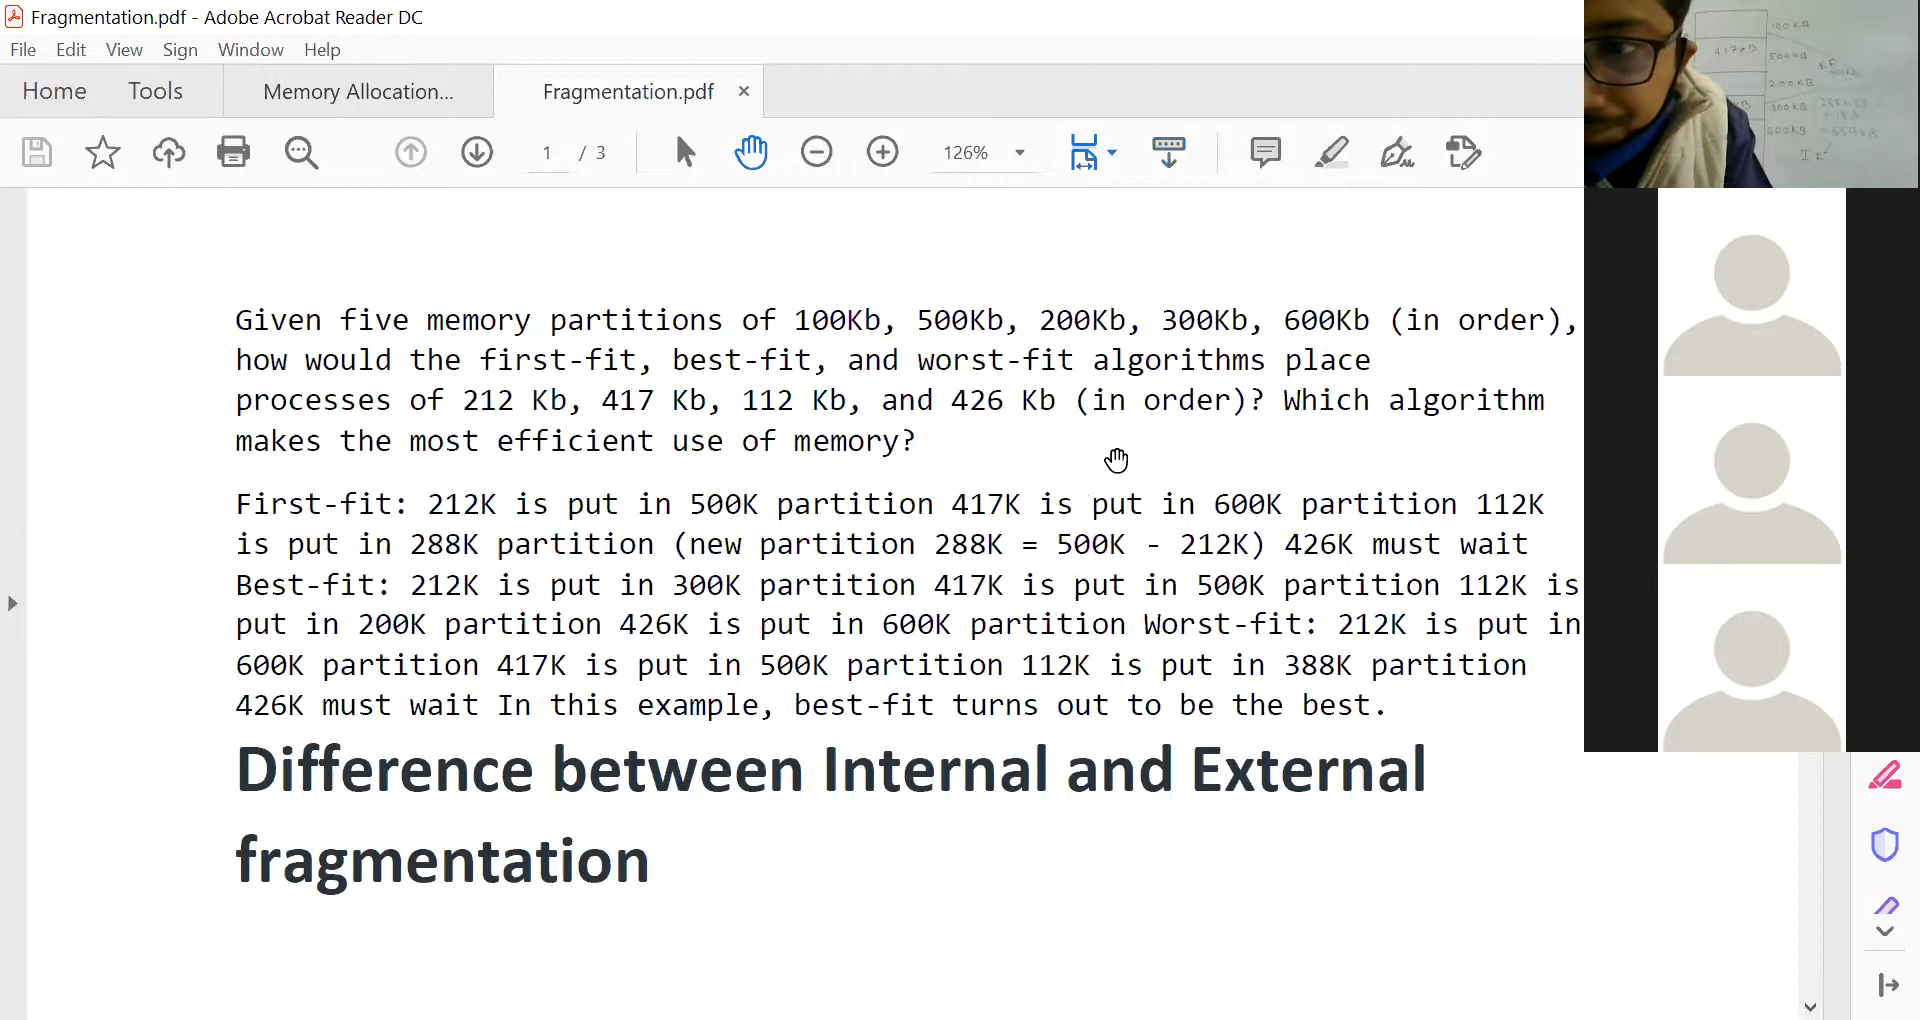 Fragmentation.pdf - Adobe Acrobat Reader DC
File Edit View Sign Window Help
Home Tools Memory Allocation... Fragmentation.pdf ×
1 / 3 126%
Given five memory partitions of 100Kb, 500Kb, 200Kb, 300Kb, 600Kb (in order),
how would the first-fit, best-fit, and worst-fit algorithms place
processes of 212 Kb, 417 Kb, 112 Kb, and 426 Kb (in order)? Which algorithm
makes the most efficient use of memory?
First-fit: 212K is put in 500K partition 417K is put in 600K partition 112K
is put in 288K partition (new partition 288K = 500K - 212K) 426K must wait
Best-fit: 212K is put in 300K partition 417K is put in 500K partition 112K is
put in 200K partition 426K is put in 600K partition Worst-fit: 212K is put in
600K partition 417K is put in 500K partition 112K is put in 388K partition
426K must wait In this example, best-fit turns out to be the best.
Difference between Internal and External
fragmentation
100KB
417KB
500KB
200KB
300KB
600KB